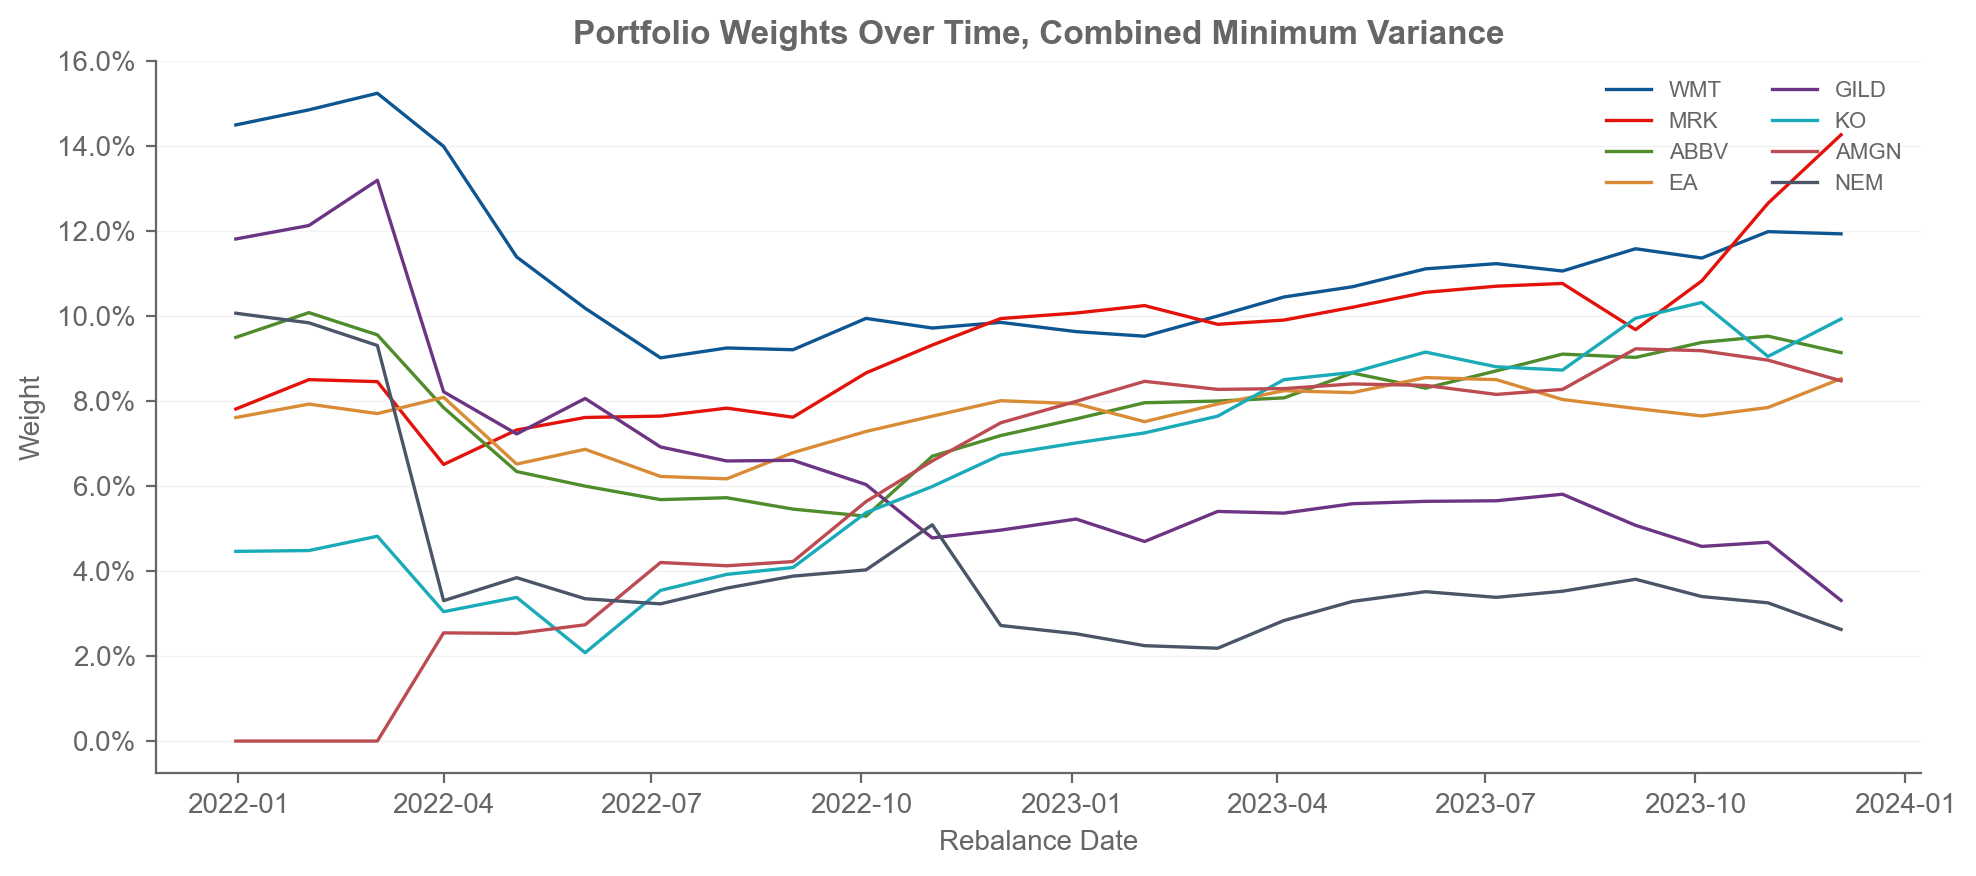 Portfolio Weights Over Time, Combined Minimum Variance
16.0%
14.0%
12.0%
10.0%
8.0%
6.0%
4.0%
2.0%
0.0%
Weight
WMT
MRK
ABBV
EA
GILD
KO
AMGN
NEM
2022-01 2022-04 2022-07 2022-10 2023-01 2023-04 2023-07 2023-10 2024-01
Rebalance Date